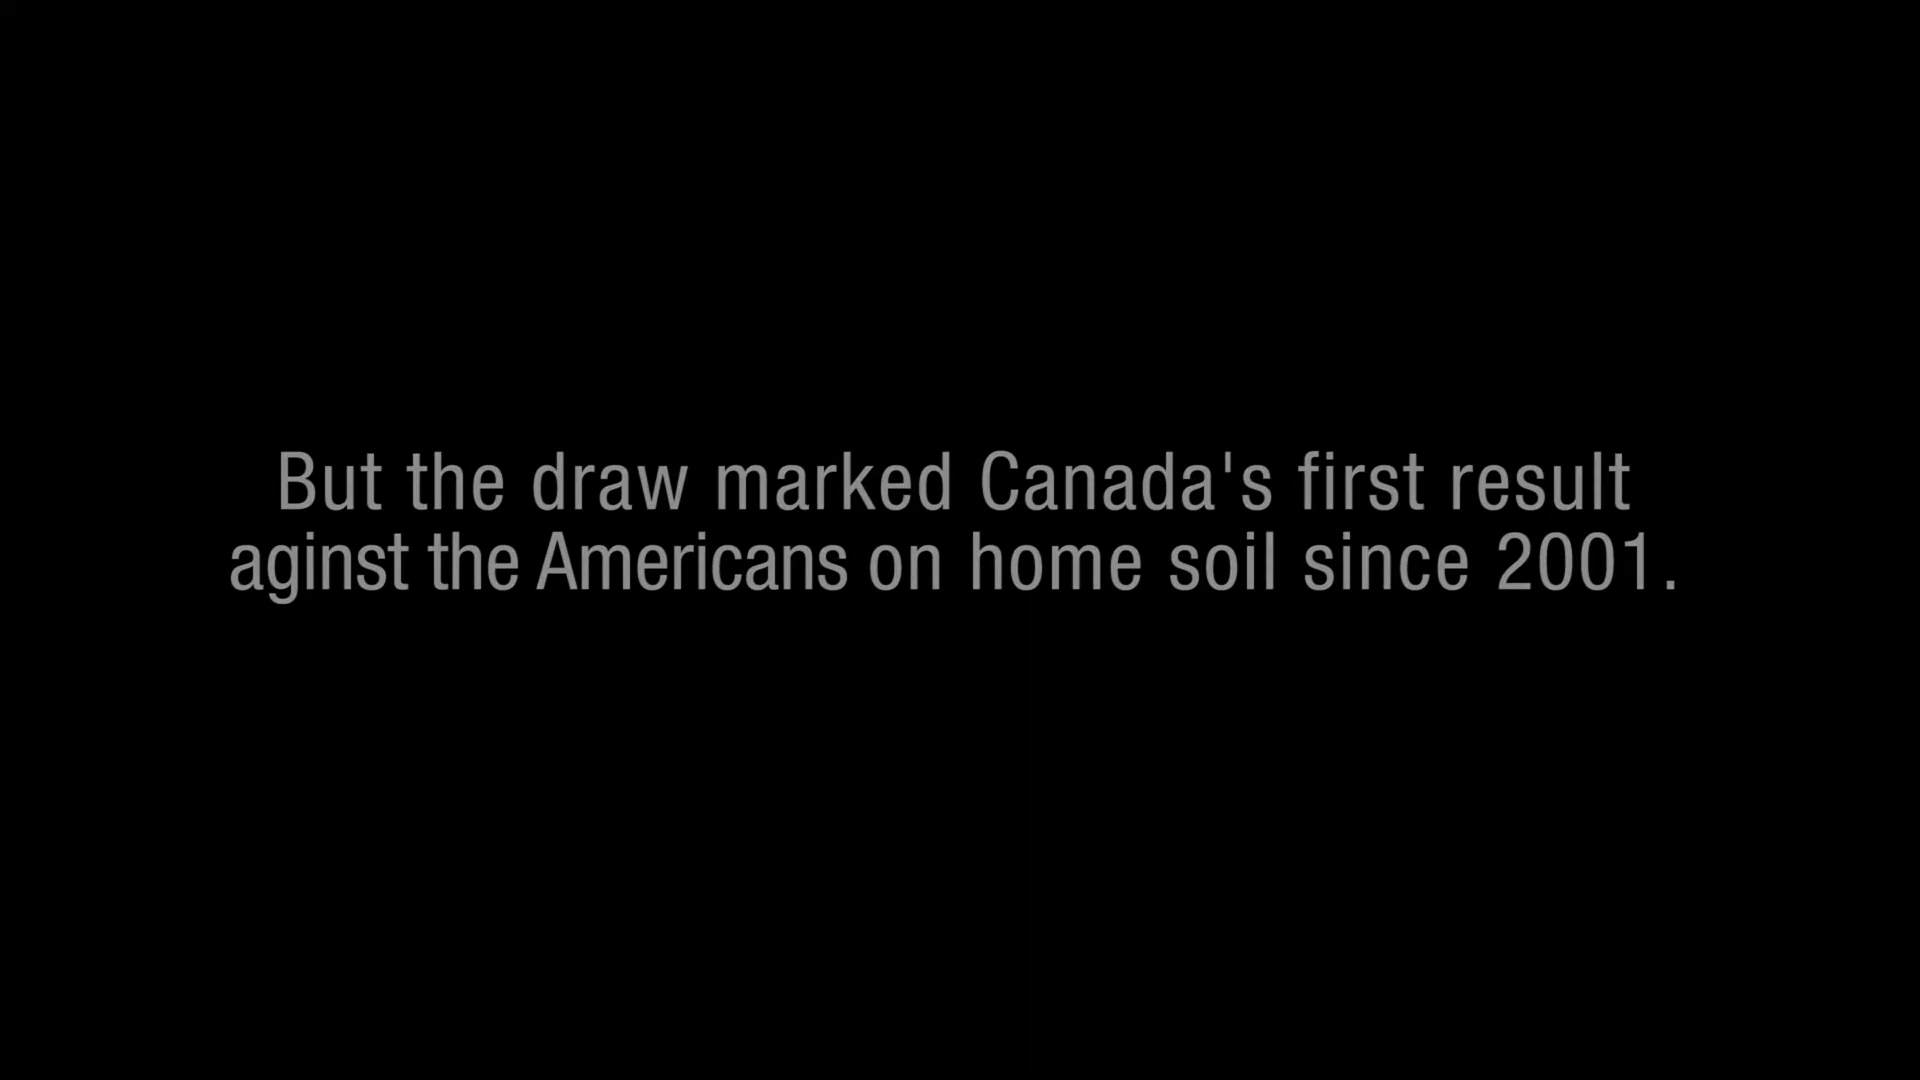 But the draw marked Canada's first result
aginst the Americans on home soil since 2001.